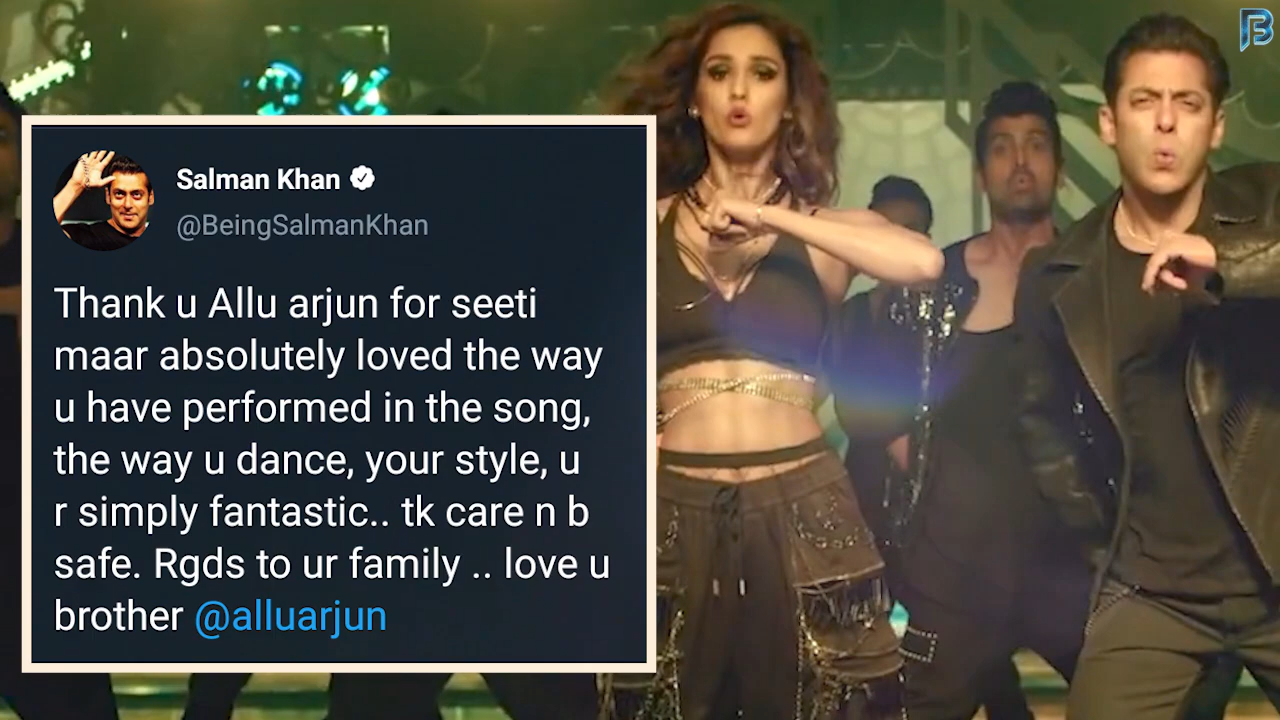 Salman Khan
@BeingSalmanKhan
Thank u Allu arjun for seeti
maar absolutely loved the way
u have performed in the song,
the way u dance, your style, u
r simply fantastic.. tk care n b
safe. Rgds to ur family .. love u
brother @alluarjun